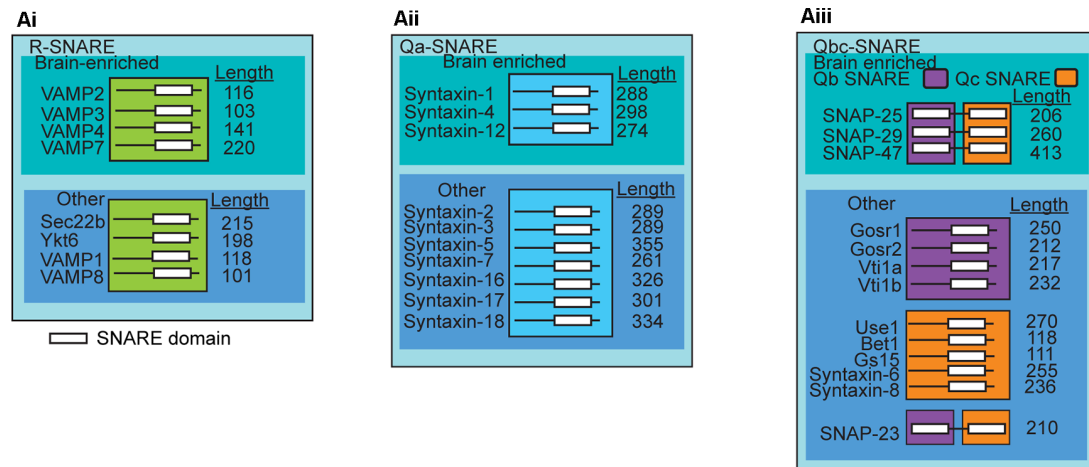 Ai
R-SNARE
Brain-enriched
Length
VAMP2 116
VAMP3 103
VAMP4 141
VAMP7 220
Other
Length
Sec22b 215
Ykt6 198
VAMP1 118
VAMP8 101
SNARE domain
Aii
Qa-SNARE
Brain enriched
Length
Syntaxin-1 288
Syntaxin-4 298
Syntaxin-12 274
Other
Length
Syntaxin-2 289
Syntaxin-3 289
Syntaxin-5 355
Syntaxin-7 261
Syntaxin-16 326
Syntaxin-17 301
Syntaxin-18 334
Aiii
Qbc-SNARE
Brain enriched
Qb SNARE Qc SNARE
Length
SNAP-25 206
SNAP-29 260
SNAP-47 413
Other
Length
Gosr1 250
Gosr2 212
Vti1a 217
Vti1b 232
Use1 270
Bet1 118
Gs15 111
Syntaxin-6 255
Syntaxin-8 236
SNAP-23 210